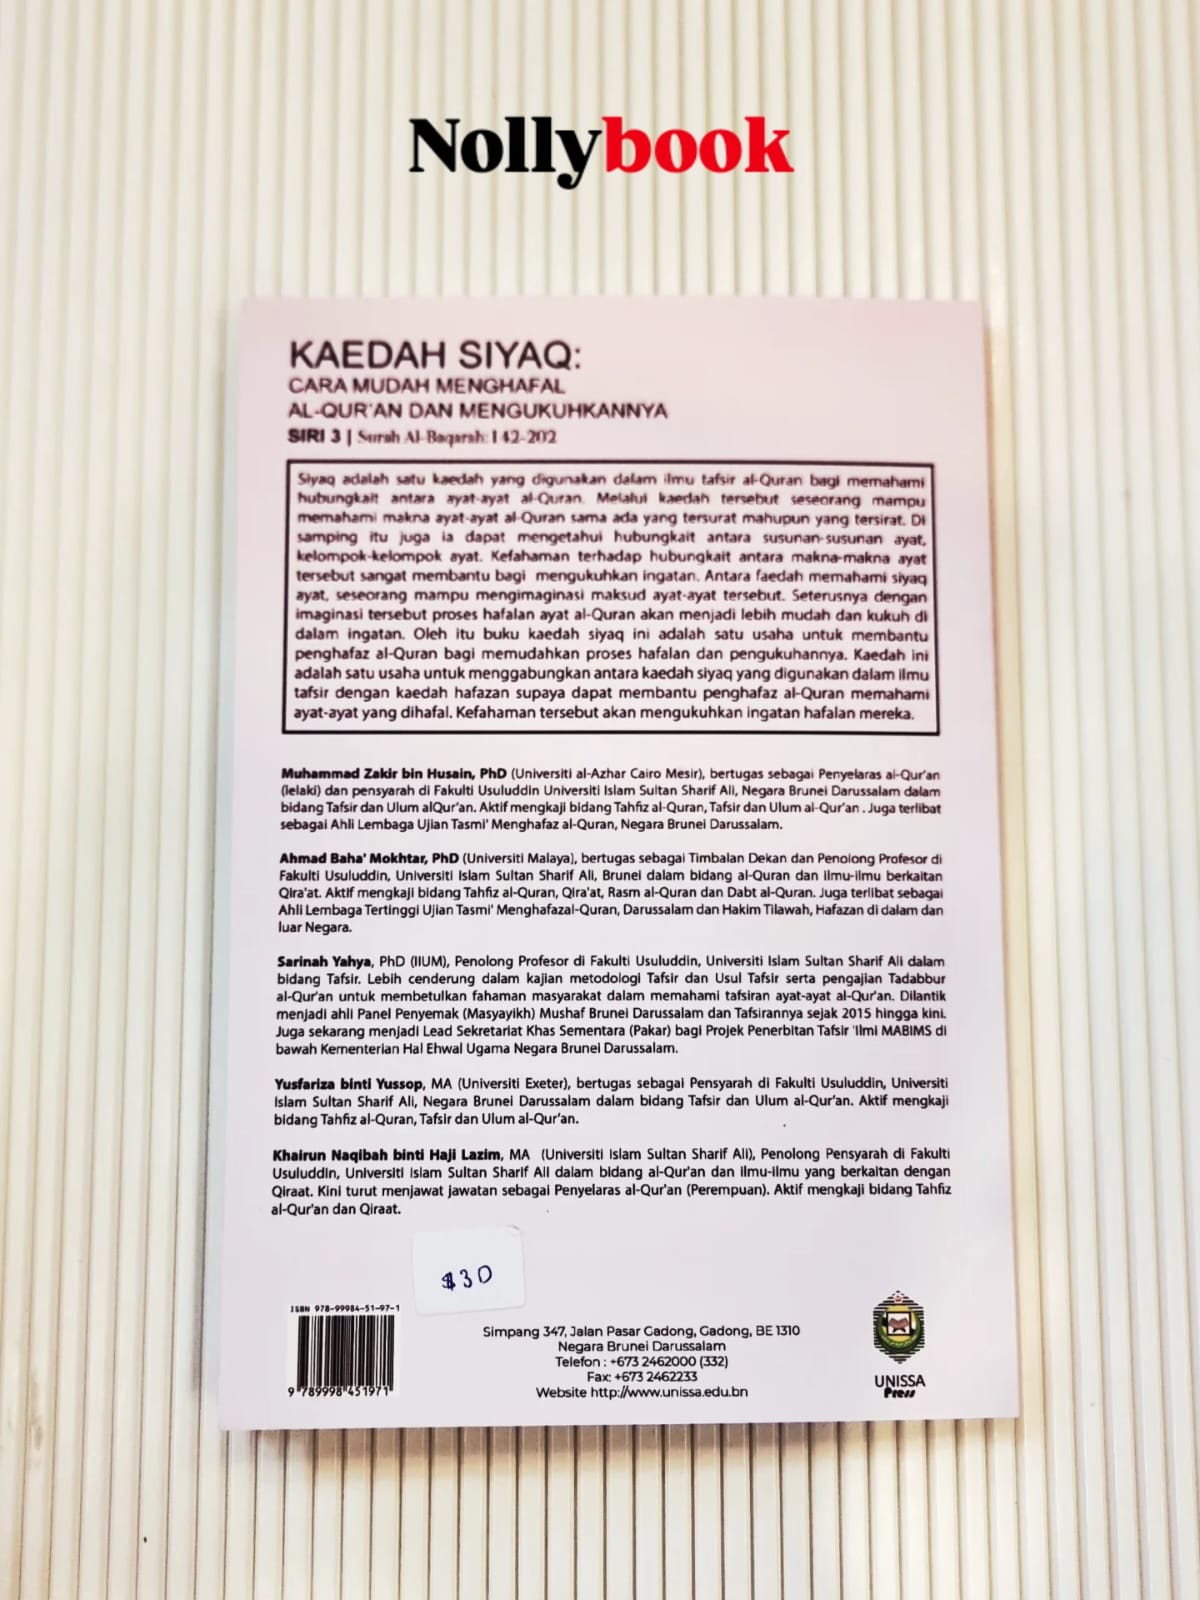 Nollybook
KAEDAH SIYAQ:
CARA MUDAH MENGHAFAL
AL-QUR'AN DAN MENGUKUHKANNYA
SIRI 3 | Surah Al-Baqarah: 142-202
Siyaq adalah satu kaedah yang digunakan dalam ilmu tafsir al-Quran bagi memahami
hubungkait antara ayat-ayat al-Quran. Melalui kaedah tersebut seseorang mampu
memahami makna ayat-ayat al-Quran sama ada yang tersurat mahupun yang tersirat. Di
samping itu juga ia dapat mengetahui hubungkait antara susunan-susunan ayat,
kelompok-kelompok ayat. Kefahaman terhadap hubungkait antara makna-makna ayat
tersebut sangat membantu bagi mengukuhkan ingatan. Antara faedah memahami siyaq
ayat, seseorang mampu mengimaginasi maksud ayat-ayat tersebut. Seterusnya dengan
imaginasi tersebut proses hafalan ayat al-Quran akan menjadi lebih mudah dan kukuh di
dalam ingatan. Oleh itu buku kaedah siyaq ini adalah satu usaha untuk membantu
penghafaz al-Quran bagi memudahkan proses hafalan dan pengukuhannya. Kaedah ini
adalah satu usaha untuk menggabungkan antara kaedah siyaq yang digunakan dalam ilmu
tafsir dengan kaedah hafazan supaya dapat membantu penghafaz al-Quran memahami
ayat-ayat yang dihafal. Kefahaman tersebut akan mengukuhkan ingatan hafalan mereka.
Muhammad Zakir bin Husain, PhD (Universiti al-Azhar Cairo Mesir), bertugas sebagai Penyelaras al-Qur'an
(lelaki) dan pensyarah di Fakulti Usuluddin Universiti Islam Sultan Sharif Ali, Negara Brunei Darussalam dalam
bidang Tafsir dan Ulum alQur'an. Aktif mengkaji bidang Tahfiz al-Quran, Tafsir dan Ulum al-Qur'an . Juga terlibat
sebagai Ahli Lembaga Ujian Tasmi' Menghafaz al-Quran, Negara Brunei Darussalam.
Ahmad Baha' Mokhtar, PhD (Universiti Malaya), bertugas sebagai Timbalan Dekan dan Penolong Profesor di
Fakulti Usuluddin, Universiti Islam Sultan Sharif Ali, Brunei dalam bidang al-Quran dan ilmu-ilmu berkaitan
Qira'at. Aktif mengkaji bidang Tahfiz al-Quran, Qira'at, Rasm al-Quran dan Dabt al-Quran. Juga terlibat sebagai
Ahli Lembaga Tertinggi Ujian Tasmi' Menghafazal-Quran, Darussalam dan Hakim Tilawah, Hafazan di dalam dan
luar Negara.
Sarinah Yahya, PhD (IIUM), Penolong Profesor di Fakulti Usuluddin, Universiti Islam Sultan Sharif Ali dalam
bidang Tafsir. Lebih cenderung dalam kajian metodologi Tafsir dan Usul Tafsir serta pengajian Tadabbur
al-Qur'an untuk membetulkan fahaman masyarakat dalam memahami tafsiran ayat-ayat al-Qur'an. Dilantik
menjadi ahli Panel Penyemak (Masyayikh) Mushaf Brunei Darussalam dan Tafsirannya sejak 2015 hingga kini.
Juga sekarang menjadi Lead Sekretariat Khas Sementara (Pakar) bagi Projek Penerbitan Tafsir 'Ilmi MABIMS di
bawah Kementerian Hal Ehwal Ugama Negara Brunei Darussalam.
Yusfariza binti Yussop, MA (Universiti Exeter), bertugas sebagai Pensyarah di Fakulti Usuluddin, Universiti
Islam Sultan Sharif Ali, Negara Brunei Darussalam dalam bidang Tafsir dan Ulum al-Qur'an. Aktif mengkaji
bidang Tahfiz al-Quran, Tafsir dan Ulum al-Qur'an.
Khairun Naqibah binti Haji Lazim, MA (Universiti Islam Sultan Sharif Ali), Penolong Pensyarah di Fakulti
Usuluddin, Universiti Islam Sultan Sharif Ali dalam bidang al-Qur'an dan ilmu-ilmu yang berkaitan dengan
Qiraat. Kini turut menjawat jawatan sebagai Penyelaras al-Qur'an (Perempuan). Aktif mengkaji bidang Tahfiz
al-Qur'an dan Qiraat.
$30
ISBN 978-99984-51-97-1
9 789998 451971
Simpang 347, Jalan Pasar Gadong, Gadong, BE 1310
Negara Brunei Darussalam
Telefon : +673 2462000 (332)
Fax: +673 2462233
Website http://www.unissa.edu.bn
UNISSA
Press